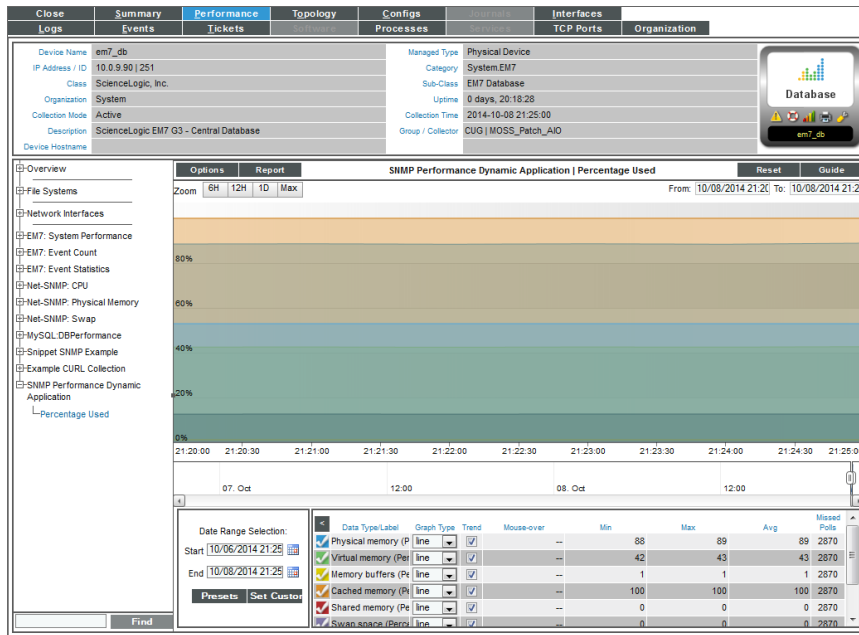 Close Summary Performance Topology Configs Journals Interfaces
Logs Events Tickets Software Processes Services TCP Ports Organization
Device Name em7_db Managed Type Physical Device
IP Address / ID 10.0.9.90 | 251 Category System.EM7
Class ScienceLogic, Inc. Sub-Class EM7 Database
Organization System Uptime 0 days, 20:18:28
Collection Mode Active Collection Time 2014-10-08 21:25:00
Description ScienceLogic EM7 G3 - Central Database Group / Collector CUG | MOSS_Patch_AIO
Device Hostname
Database
em7_db
Overview
File Systems
Network Interfaces
EM7: System Performance
EM7: Event Count
EM7: Event Statistics
Net-SNMP: CPU
Net-SNMP: Physical Memory
Net-SNMP: Swap
MySQL:DBPerformance
Snippet SNMP Example
Example CURL Collection
SNMP Performance Dynamic
Application
Percentage Used
Find
Options Report SNMP Performance Dynamic Application | Percentage Used Reset Guide
Zoom 6H 12H 1D Max From: 10/08/2014 21:20 To: 10/08/2014 21:2
80%
60%
40%
20%
0%
21:20:00 21:20:30 21:21:00 21:21:30 21:22:00 21:22:30 21:23:00 21:23:30 21:24:00 21:24:30 21:25:0
07. Oct 12:00 08. Oct 12:00
Date Range Selection:
Start 10/06/2014 21:25
End 10/08/2014 21:25
Presets Set Custor
< Data Type/Label Graph Type Trend Mouse-over Min Max Avg Missed Polls
Physical memory (P line -- 88 89 89 2870
Virtual memory (Per line -- 42 43 43 2870
Memory buffers (Pe line -- 1 1 1 2870
Cached memory (Pe line -- 100 100 100 2870
Shared memory (Pe line -- 0 0 0 2870
Swap space (Perce line -- 0 0 0 2870